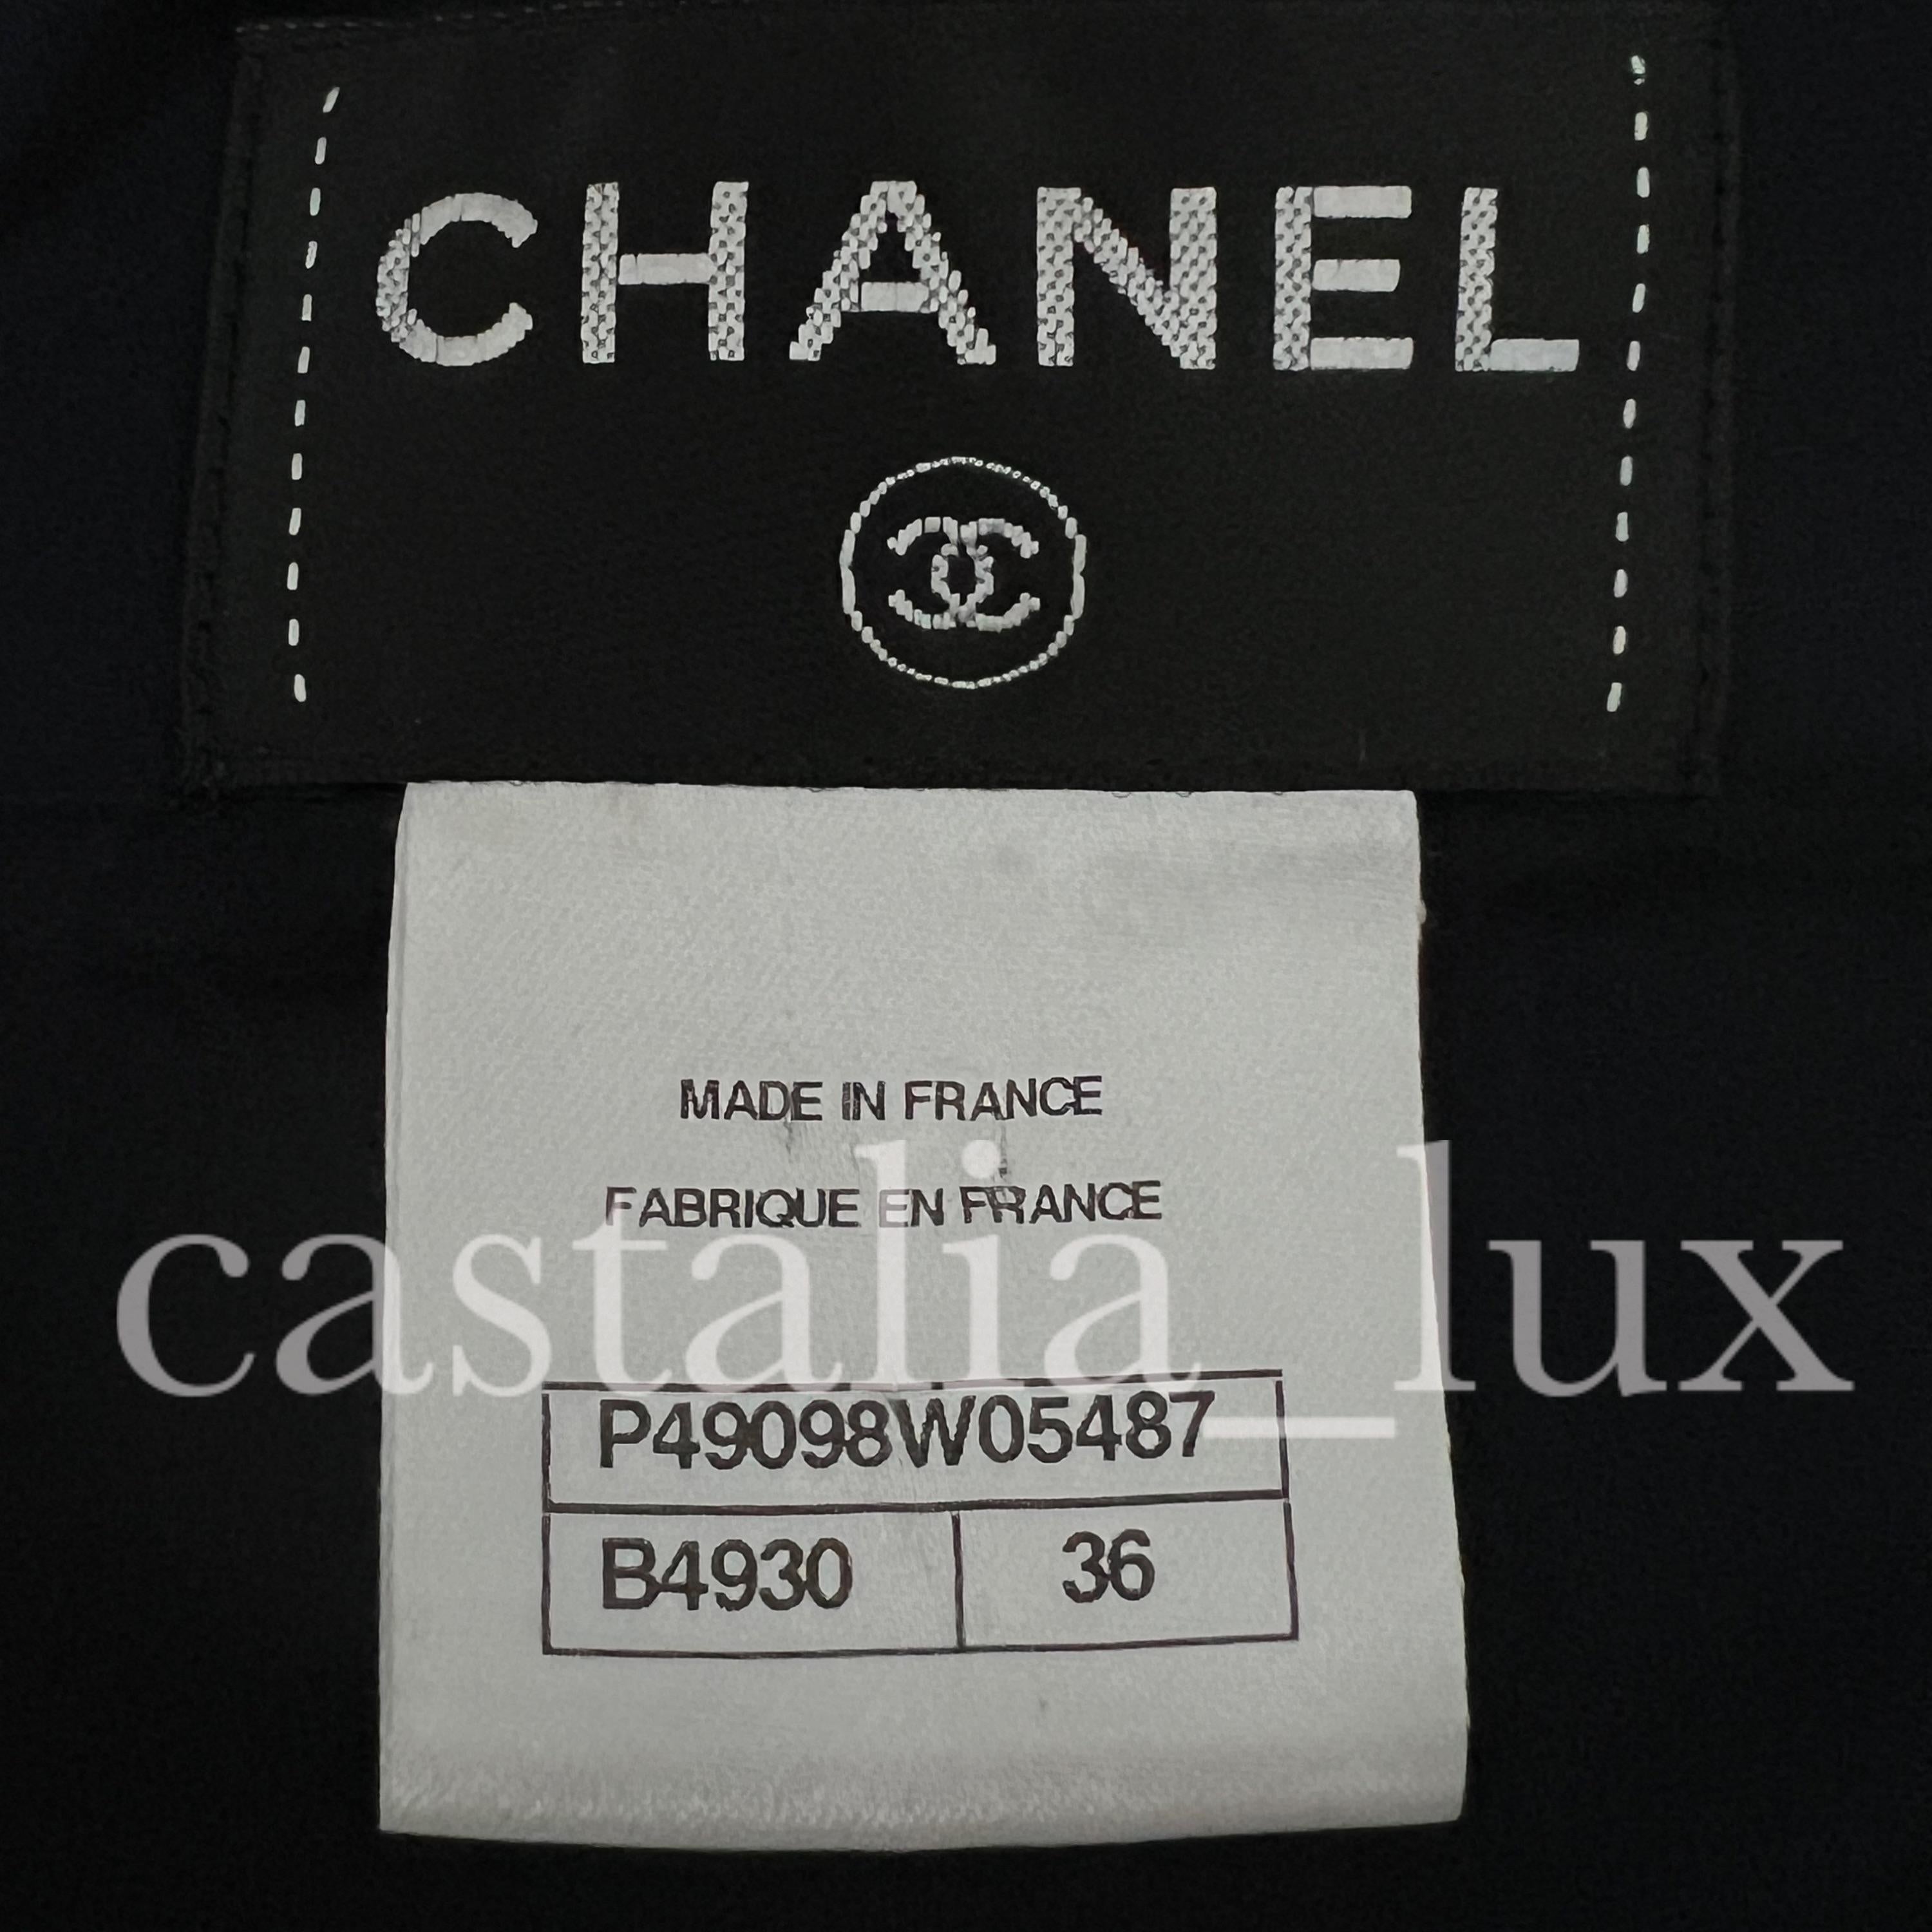 CHANEL
MADE IN FRANCE
FABRIQUE EN FRANCE
castalia_lux
P49098W05487
B4930 36